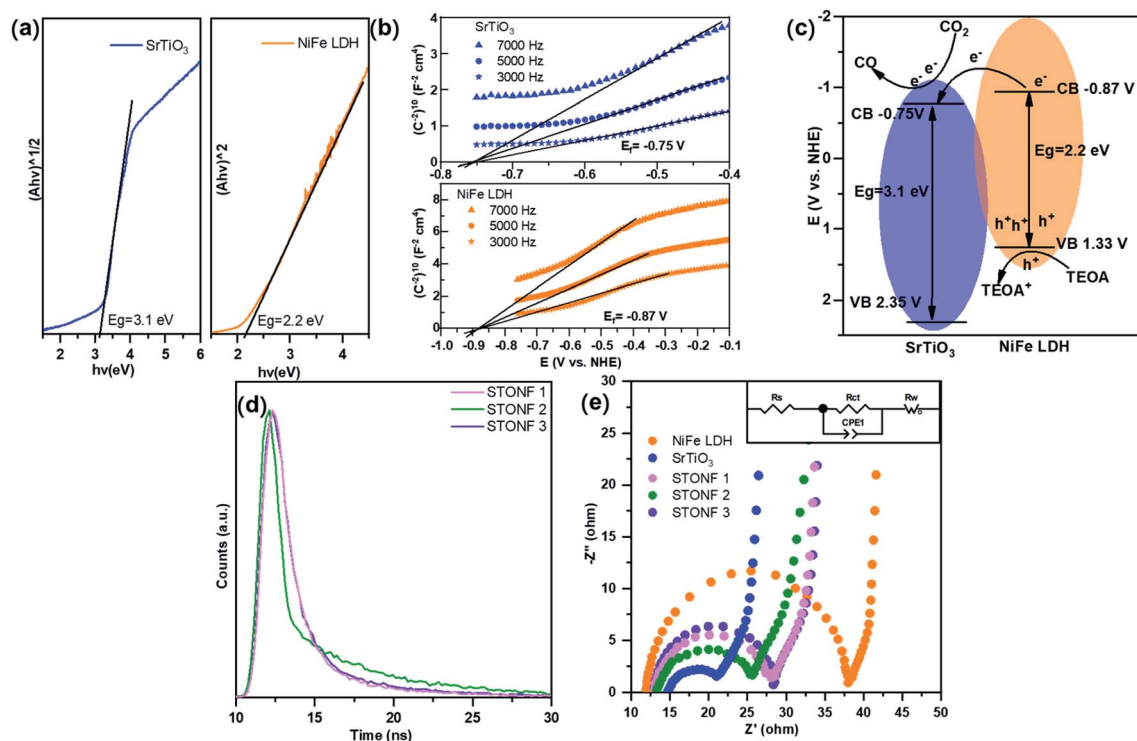 (a)
SrTiO₃
(Ahv)^1/2
Eg=3.1 eV
2 3 4 5 6
hv(eV)
NiFe LDH
(Ahv)^2
Eg=2.2 eV
2 3 4
hv(eV)
(b)
SrTiO₃
7000 Hz
5000 Hz
3000 Hz
(C⁻²)¹⁰ (F⁻² cm⁴)
4
3
2
1
0
E_f= -0.75 V
-0.8 -0.7 -0.6 -0.5 -0.4
NiFe LDH
7000 Hz
5000 Hz
3000 Hz
(C⁻²)¹⁰ (F⁻² cm⁴)
8
6
4
2
0
E_f= -0.87 V
-1.0 -0.9 -0.8 -0.7 -0.6 -0.5 -0.4 -0.3 -0.2 -0.1
E (V vs. NHE)
(c)
E (V vs. NHE)
-2
-1
0
1
2
CO₂
CO
e⁻
e⁻
e⁻
e⁻
e⁻
CB -0.87 V
CB -0.75V
Eg=2.2 eV
Eg=3.1 eV
h⁺h⁺ h⁺
VB 1.33 V
h⁺
TEOA⁺ TEOA
VB 2.35 V
SrTiO₃ NiFe LDH
(d)
STONF 1
STONF 2
STONF 3
Counts (a.u.)
10 15 20 25 30
Time (ns)
(e)
Rs Rct Rw
CPE1
NiFe LDH
SrTiO₃
STONF 1
STONF 2
STONF 3
-Z'' (ohm)
25
20
15
10
5
0
10 15 20 25 30 35 40 45 50
Z' (ohm)